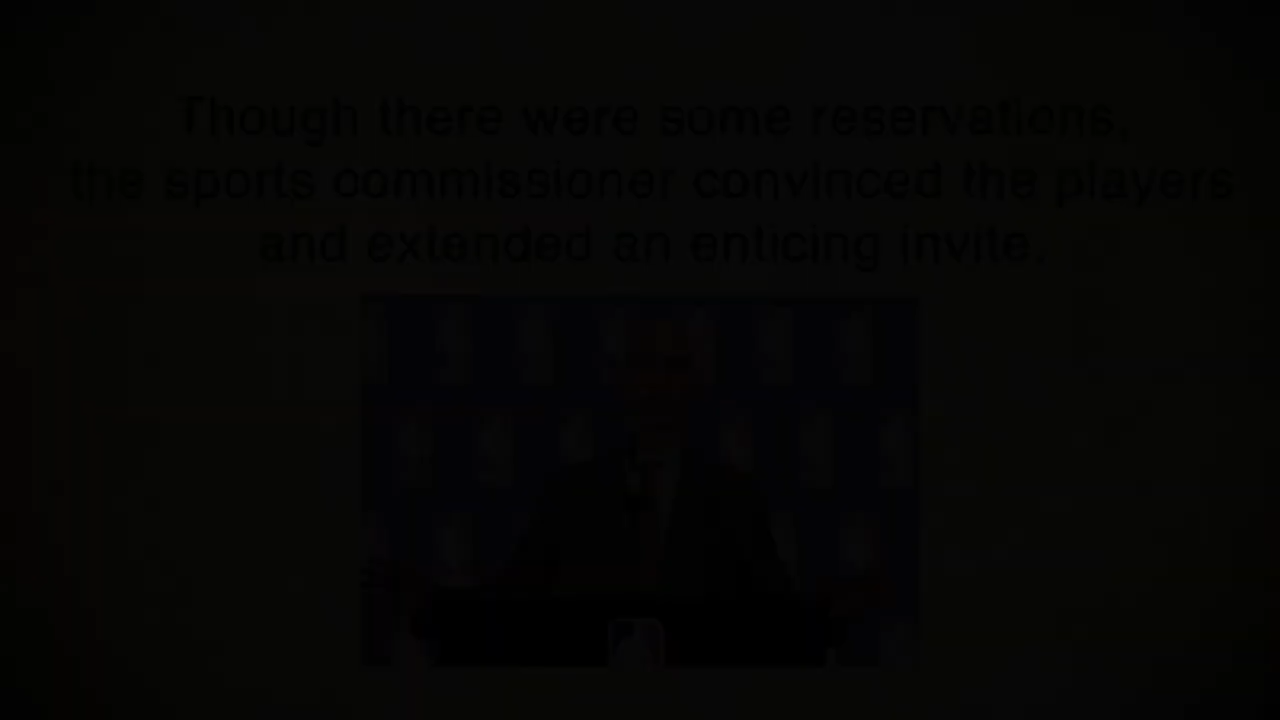 Though there were some reservations,
the sports commissioner convinced the players
and extended an enticing invite.